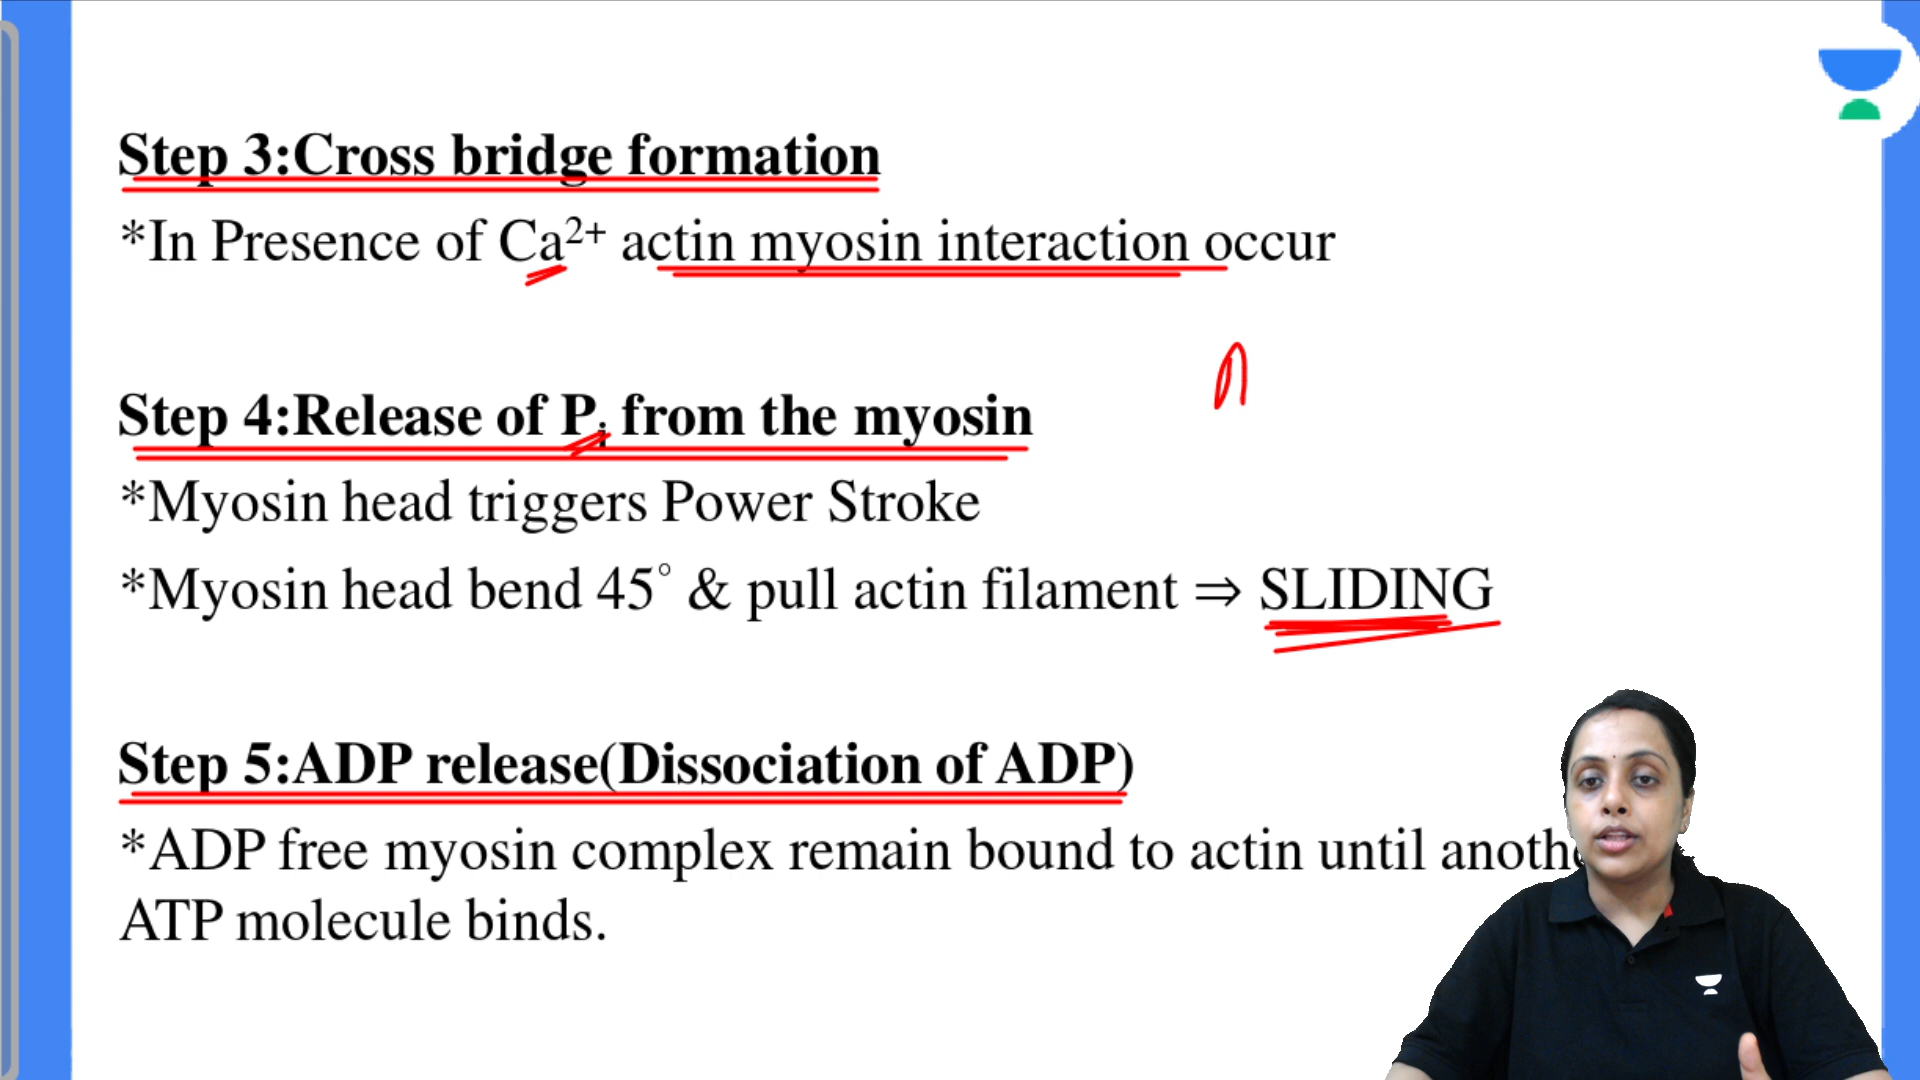 Step 3:Cross bridge formation
*In Presence of Ca²⁺ actin myosin interaction occur
Step 4:Release of Pᵢ from the myosin
*Myosin head triggers Power Stroke
*Myosin head bend 45° & pull actin filament ⇒ SLIDING
Step 5:ADP release(Dissociation of ADP)
*ADP free myosin complex remain bound to actin until
ATP molecule binds.